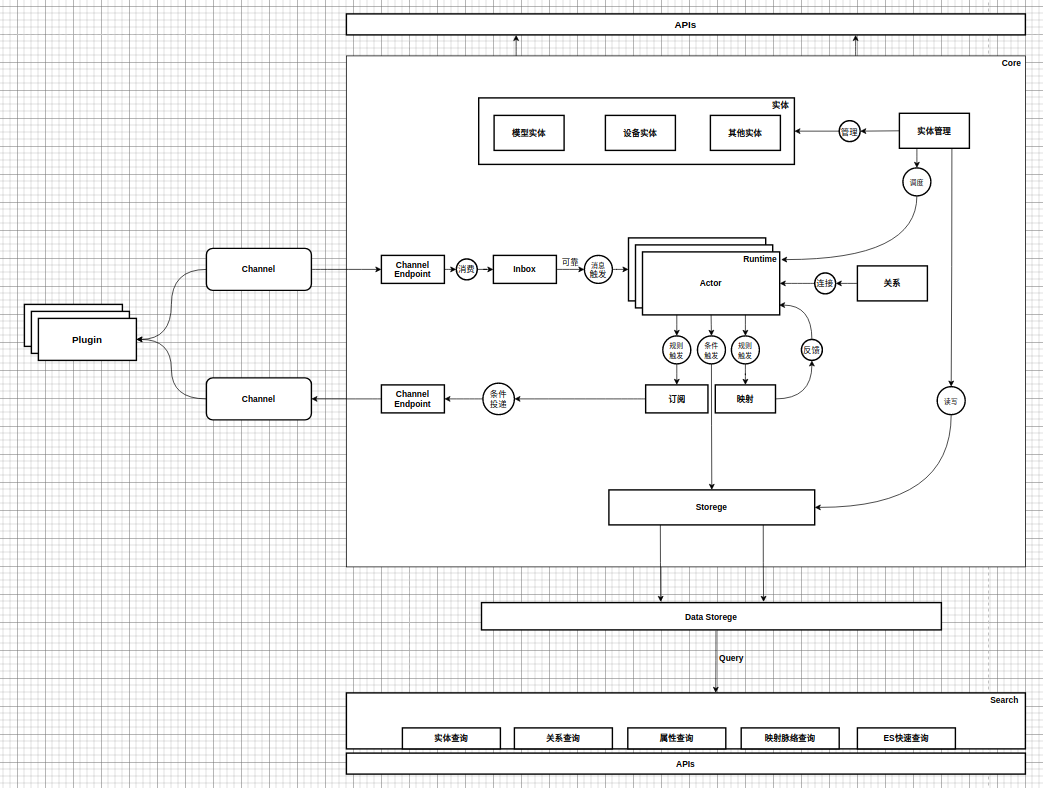 APIs
Core
实体
模型实体
设备实体
其他实体
管理
实体管理
调度
Channel
Channel
Endpoint
消费
Inbox
可靠
消息
触发
Runtime
Actor
连接
关系
Plugin
规则
触发
条件
触发
规则
触发
反馈
Channel
Channel
Endpoint
条件
投递
订阅
映射
读写
Storege
Data Storege
Query
Search
实体查询
关系查询
属性查询
映射脉络查询
ES快速查询
APIs